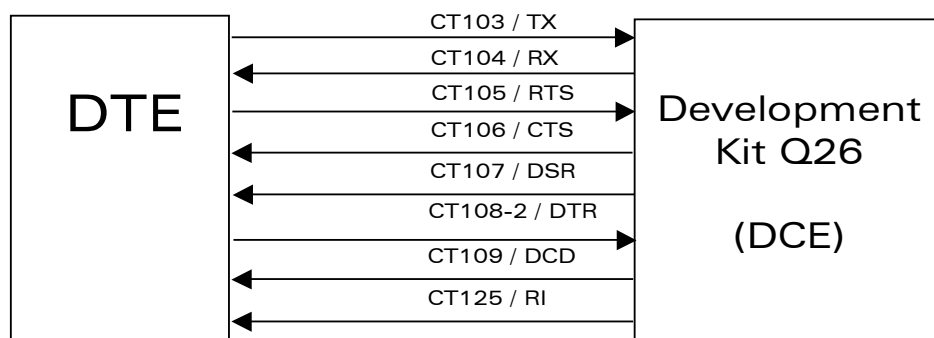 CT103 / TX
CT104 / RX
CT105 / RTS
CT106 / CTS
CT107 / DSR
CT108-2 / DTR
CT109 / DCD
CT125 / RI
DTE
Development
Kit Q26
(DCE)